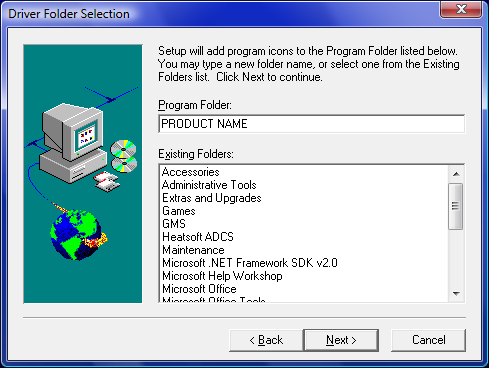 Driver Folder Selection
Setup will add program icons to the Program Folder listed below.
You may type a new folder name, or select one from the Existing
Folders list. Click Next to continue.
Program Folder:
PRODUCT NAME
Existing Folders:
Accessories
Administrative Tools
Extras and Upgrades
Games
GMS
Heatsoft ADCS
Maintenance
Microsoft .NET Framework SDK v2.0
Microsoft Help Workshop
Microsoft Office
Microsoft Office Tools
< Back
Next >
Cancel